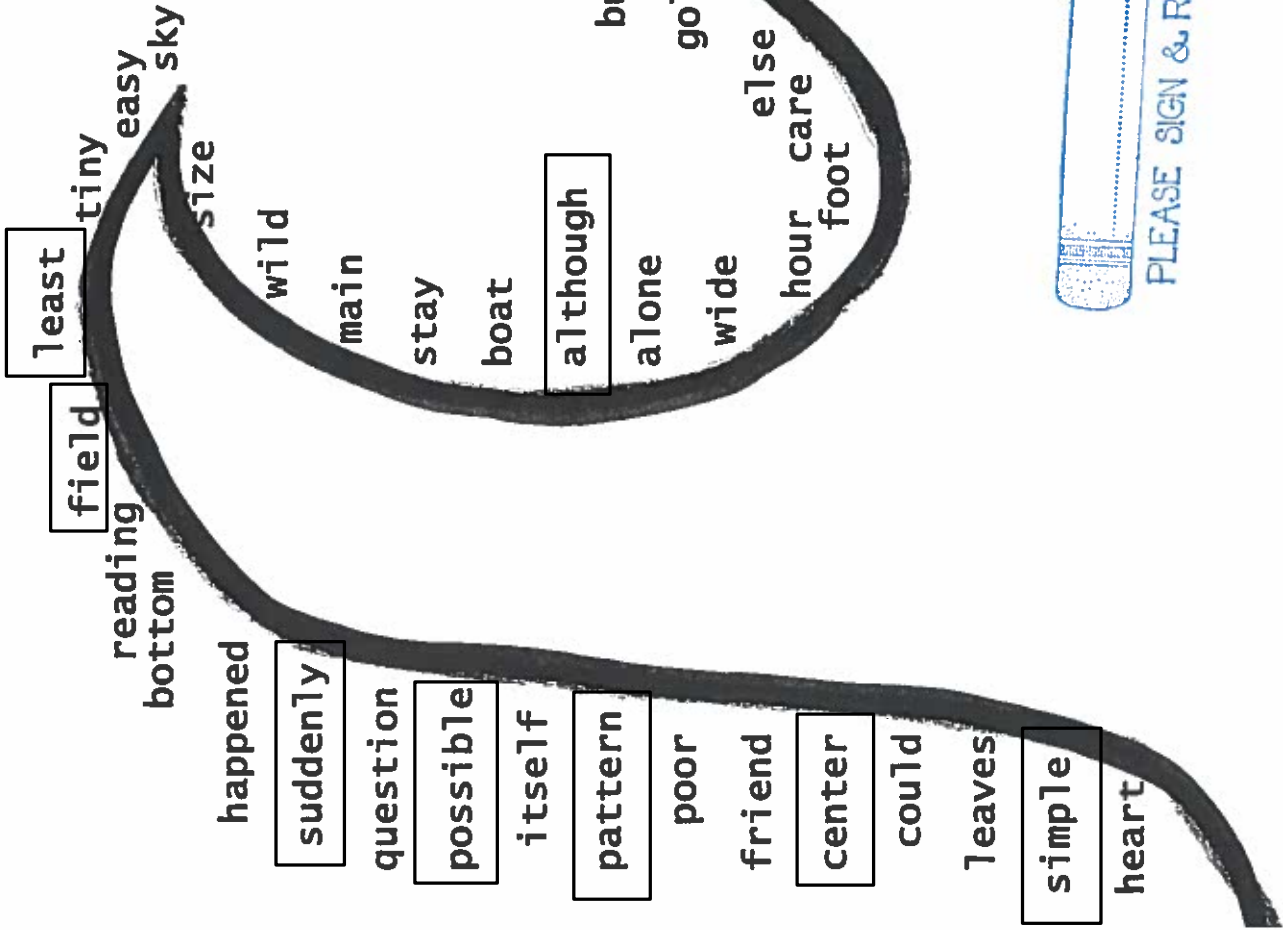 happened
suddenly
question
possible
itself
pattern
poor
friend
center
could
leaves
simple
heart
bottom
reading
field
least
tiny
easy
sky
size
wild
main
stay
boat
although
alone
wide
hour
foot
care
else
PLEASE SIGN & R